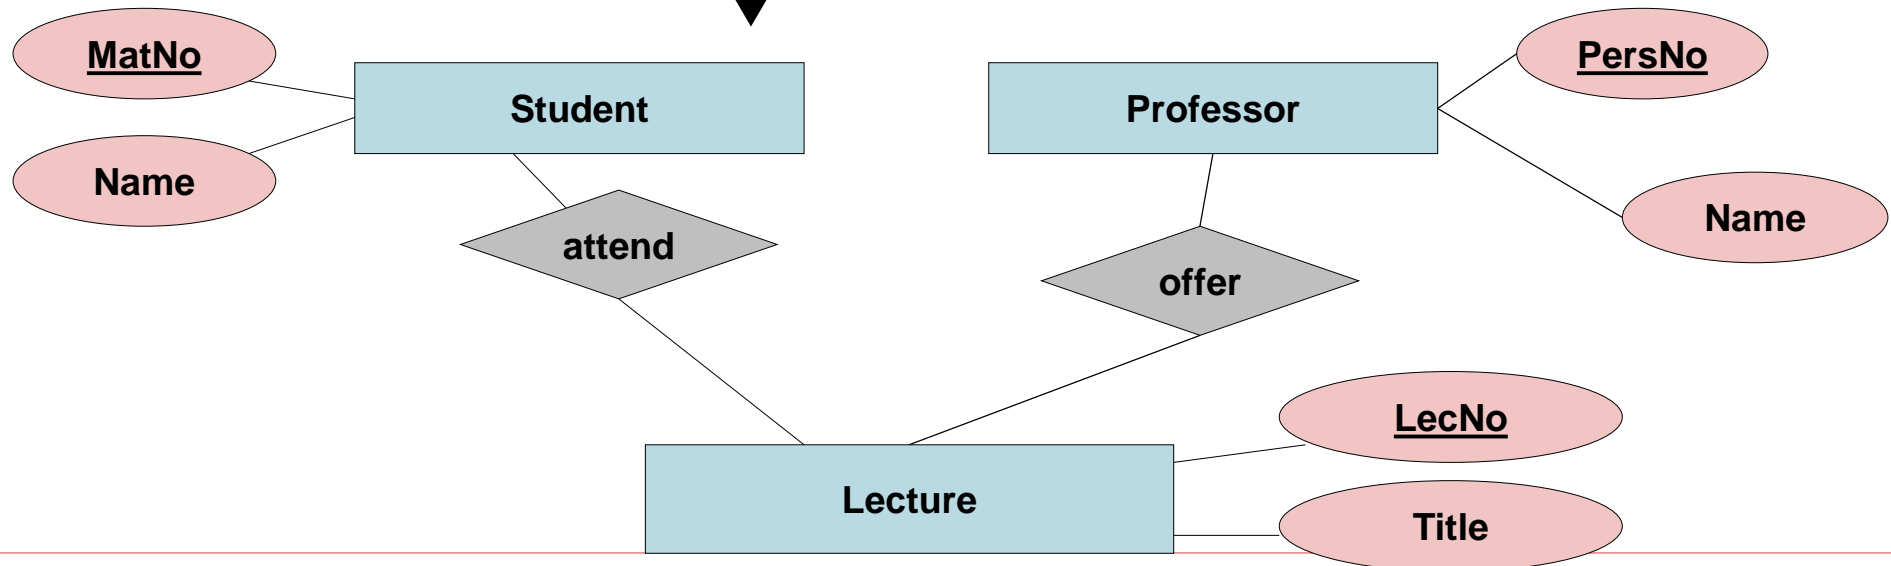 MatNo
PersNo
Student
Professor
Name
Name
attend
offer
LecNo
Lecture
Title